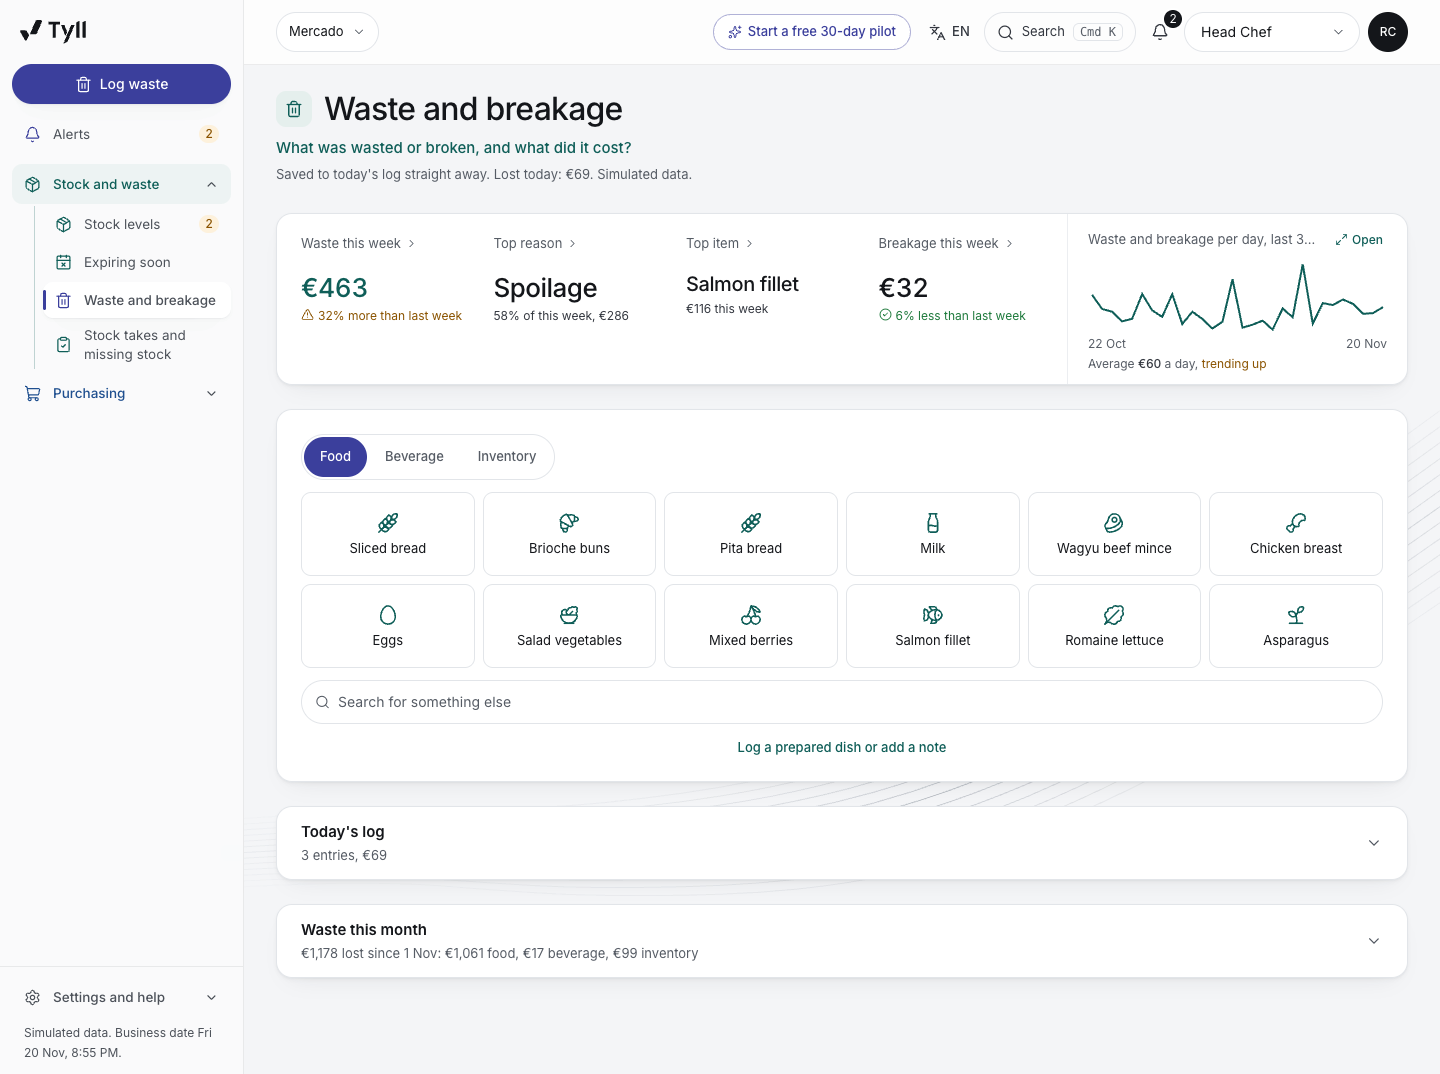 Tyll
Mercado
Start a free 30-day pilot
EN
Search
Cmd K
2
Head Chef
RC
Log waste
Alerts
2
Stock and waste
Stock levels
2
Expiring soon
Waste and breakage
Stock takes and
missing stock
Purchasing
Settings and help
Simulated data. Business date Fri
20 Nov, 8:55 PM.
Waste and breakage
What was wasted or broken, and what did it cost?
Saved to today's log straight away. Lost today: €69. Simulated data.
Waste this week
€463
32% more than last week
Top reason
Spoilage
58% of this week, €286
Top item
Salmon fillet
€116 this week
Breakage this week
€32
6% less than last week
Waste and breakage per day, last 3...
Open
22 Oct
20 Nov
Average €60 a day, trending up
Food
Beverage
Inventory
Sliced bread
Brioche buns
Pita bread
Milk
Wagyu beef mince
Chicken breast
Eggs
Salad vegetables
Mixed berries
Salmon fillet
Romaine lettuce
Asparagus
Search for something else
Log a prepared dish or add a note
Today's log
3 entries, €69
Waste this month
€1,178 lost since 1 Nov: €1,061 food, €17 beverage, €99 inventory